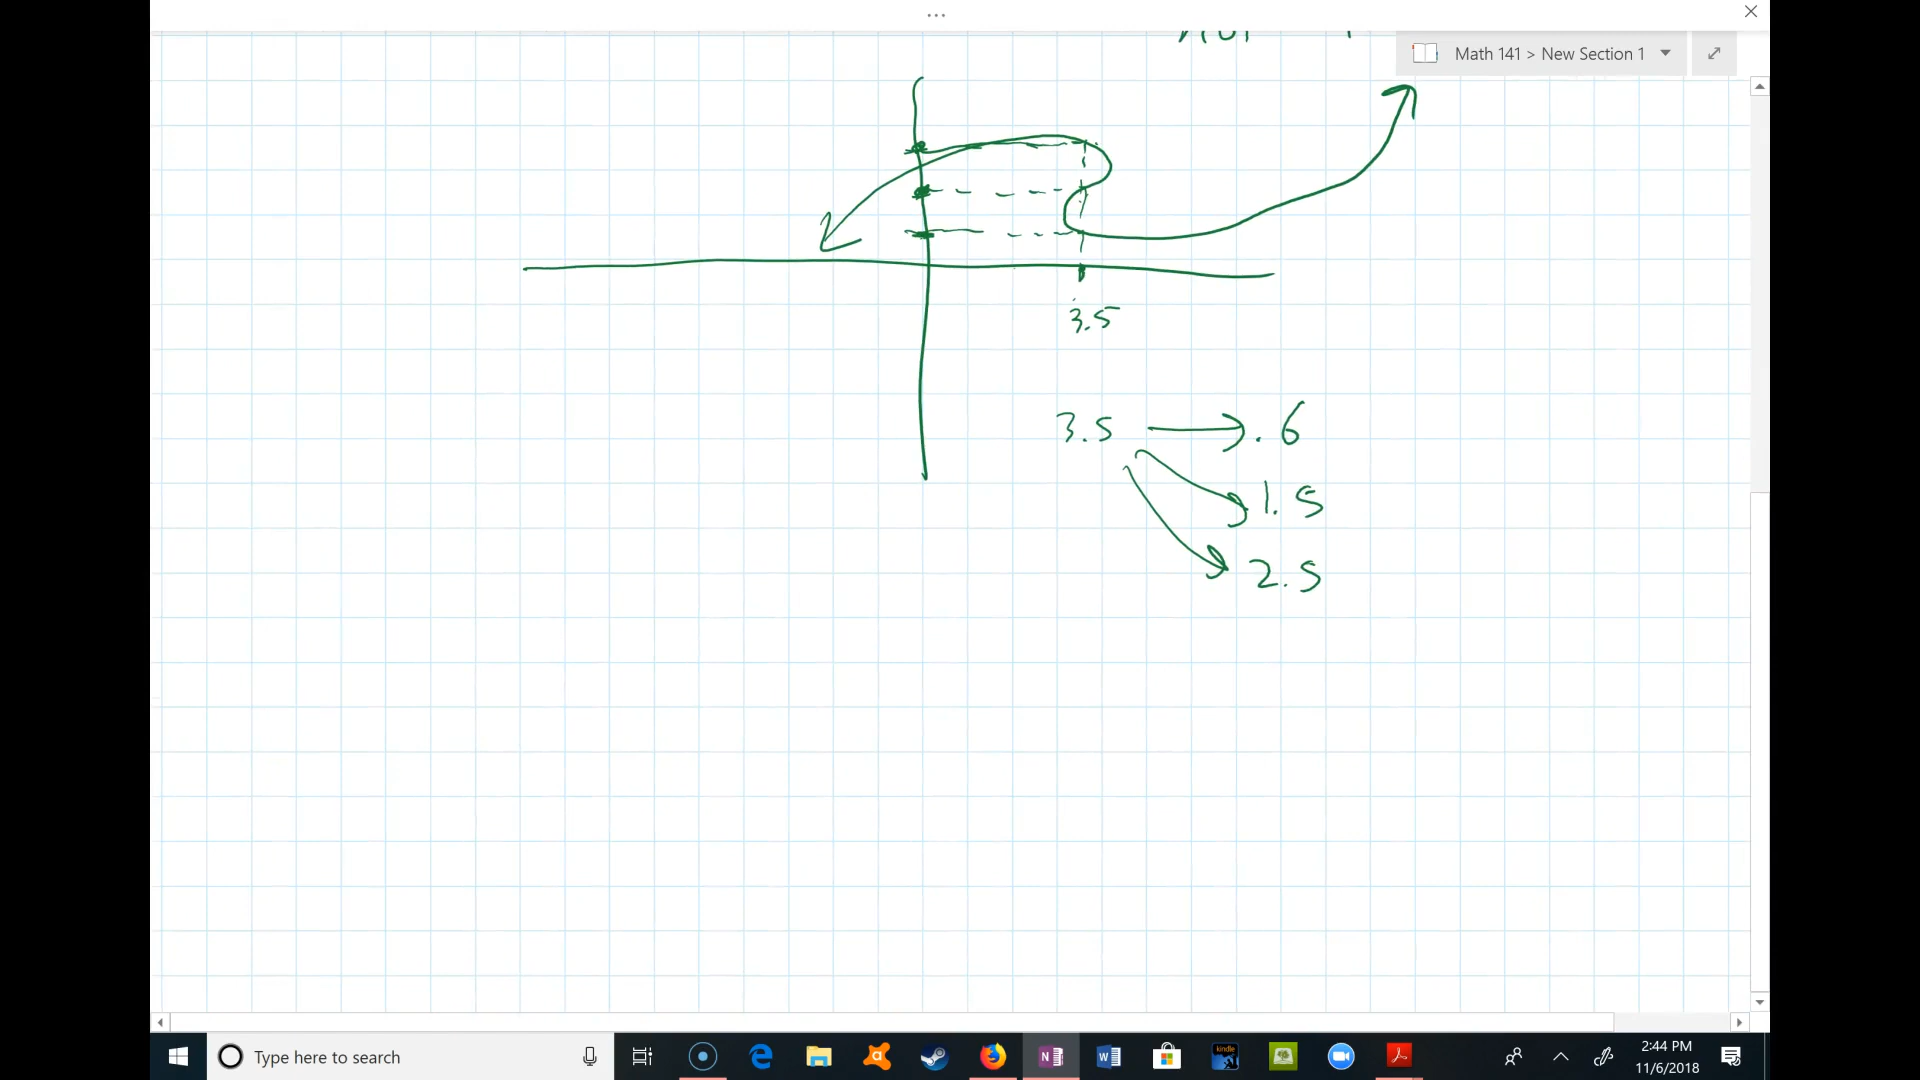 Math 141 > New Section 1
3.5
3.5 .6
1.5
2.5
Type here to search
2:44 PM
11/6/2018